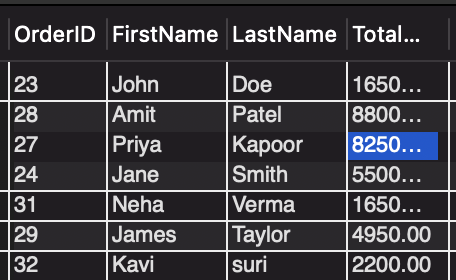 OrderID FirstName LastName Total...
23 John Doe 1650...
28 Amit Patel 8800...
27 Priya Kapoor 8250...
24 Jane Smith 5500...
31 Neha Verma 1650...
29 James Taylor 4950.00
32 Kavi suri 2200.00